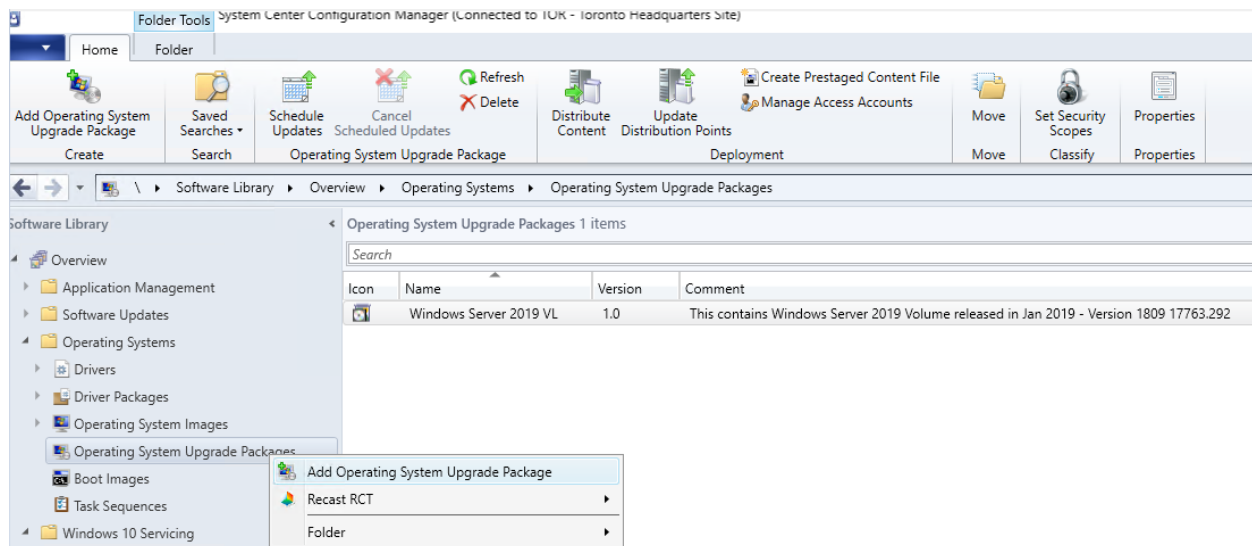 Folder Tools System Center Configuration Manager (Connected to TOR - Toronto Headquarters Site)
Home Folder
Add Operating System Upgrade Package
Saved Searches
Schedule Updates
Cancel Scheduled Updates
Refresh
Delete
Distribute Content
Update Distribution Points
Create Prestaged Content File
Manage Access Accounts
Move
Set Security Scopes
Properties
Create Search Operating System Upgrade Package Deployment Move Classify Properties
\ Software Library Overview Operating Systems Operating System Upgrade Packages
Software Library
Operating System Upgrade Packages 1 items
Search
Icon Name Version Comment
Windows Server 2019 VL 1.0 This contains Windows Server 2019 Volume released in Jan 2019 - Version 1809 17763.292
Overview
Application Management
Software Updates
Operating Systems
Drivers
Driver Packages
Operating System Images
Operating System Upgrade Packages
Boot Images
Task Sequences
Windows 10 Servicing
Add Operating System Upgrade Package
Recast RCT
Folder